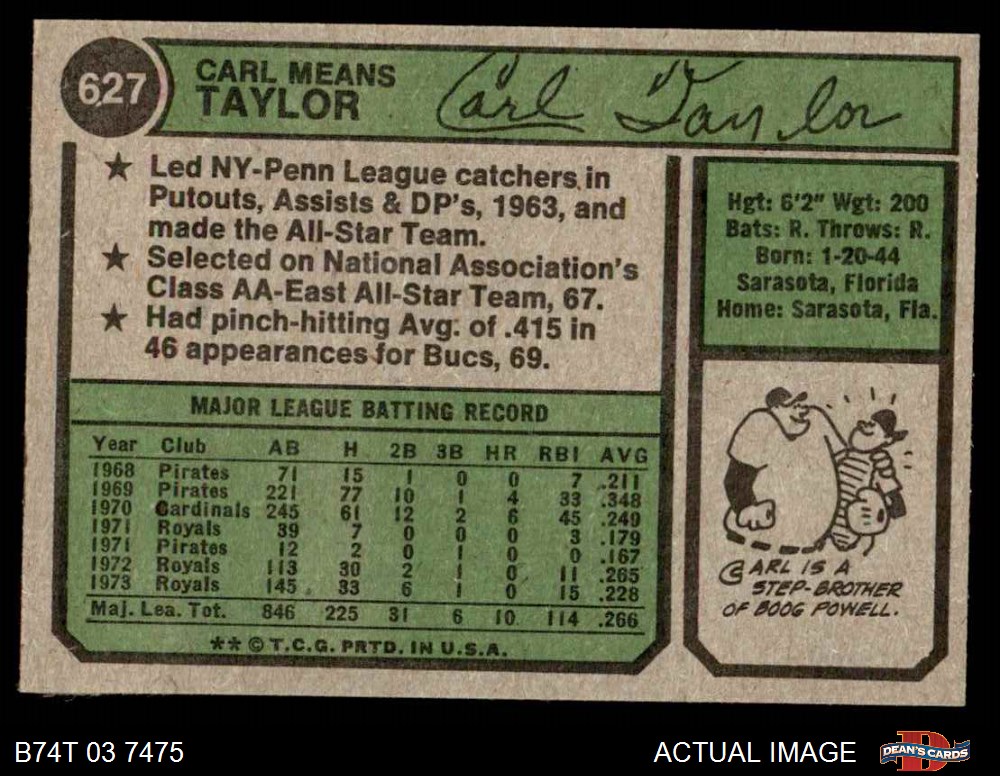 627
CARL MEANS
TAYLOR
Carl Taylor
★ Led NY-Penn League catchers in
Putouts, Assists & DP's, 1963, and
made the All-Star Team.
★ Selected on National Association's
Class AA-East All-Star Team, 67.
★ Had pinch-hitting Avg. of .415 in
46 appearances for Bucs, 69.
Hgt: 6'2" Wgt: 200
Bats: R. Throws: R.
Born: 1-20-44
Sarasota, Florida
Home: Sarasota, Fla.
MAJOR LEAGUE BATTING RECORD
Year Club AB H 2B 3B HR RBI AVG
1968 Pirates 71 15 1 0 0 7 .211
1969 Pirates 221 77 10 1 4 33 .348
1970 Cardinals 245 61 12 2 6 45 .249
1971 Royals 39 7 0 0 0 3 .179
1971 Pirates 12 2 0 1 0 0 .167
1972 Royals 113 30 2 1 0 11 .265
1973 Royals 145 33 6 1 0 15 .228
Maj. Lea. Tot. 846 225 31 6 10 114 .266
** © T.C.G. PRTD. IN U.S.A.
CARL IS A
STEP-BROTHER
OF BOOG POWELL.
B74T 03 7475
ACTUAL IMAGE
D
DEAN'S CARDS